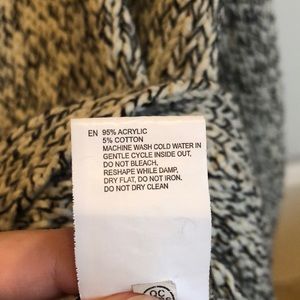 EN 95% ACRYLIC
5% COTTON
MACHINE WASH COLD WATER IN
GENTLE CYCLE INSIDE OUT,
DO NOT BLEACH,
RESHAPE WHILE DAMP,
DRY FLAT, DO NOT IRON.
DO NOT DRY CLEAN